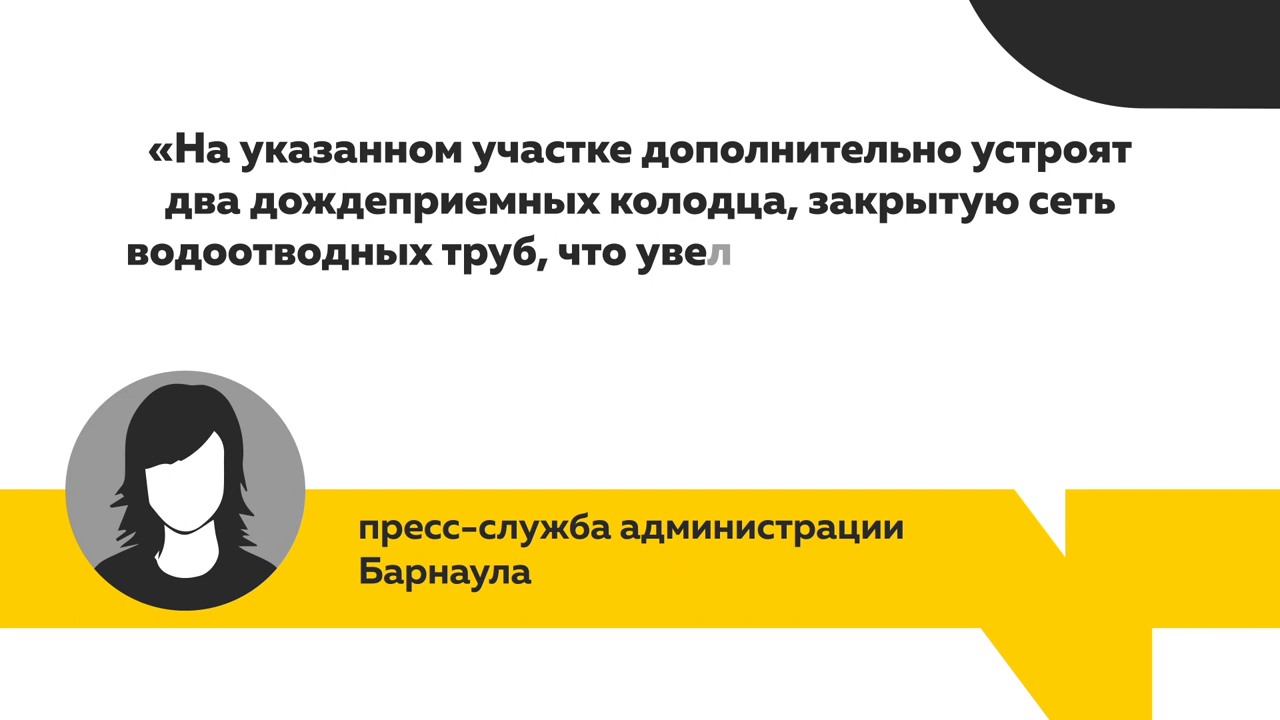 «На указанном участке дополнительно устроят
два дождеприемных колодца, закрытую сеть
водоотводных труб, что увел
пресс-служба администрации
Барнаула